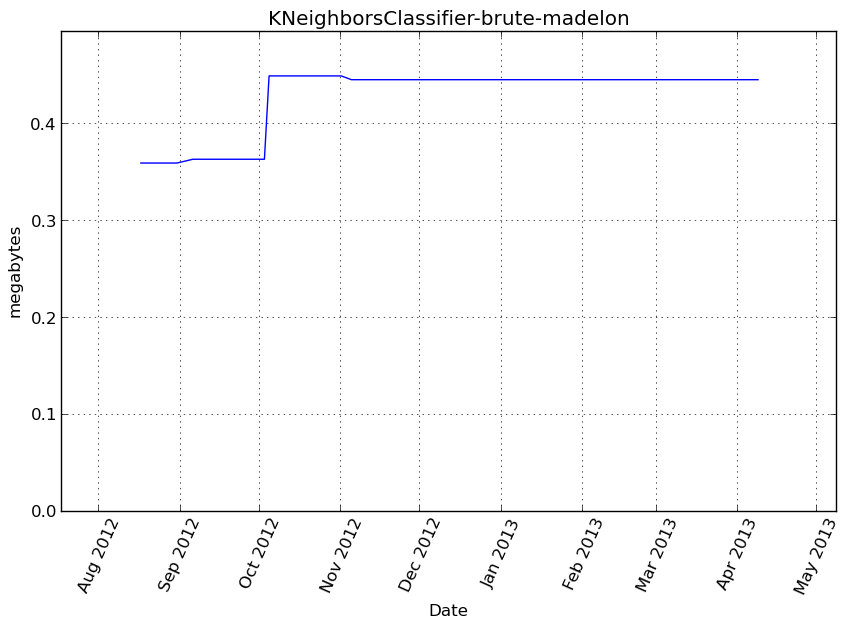 KNeighborsClassifier-brute-madelon
0.4
0.3
0.2
0.1
0.0
megabytes
Aug 2012
Sep 2012
Oct 2012
Nov 2012
Dec 2012
Jan 2013
Feb 2013
Mar 2013
Apr 2013
May 2013
Date